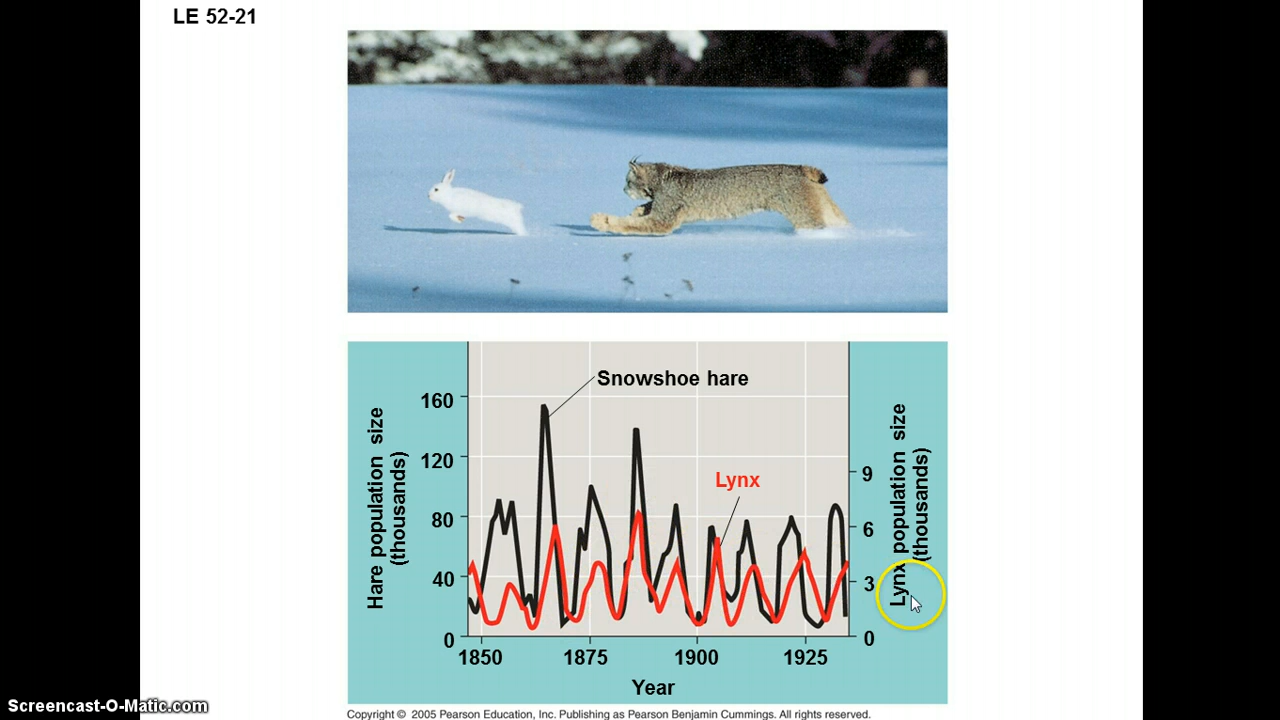 LE 52-21
Snowshoe hare
Lynx
Hare population size
(thousands)
160
120
80
40
0
9
6
3
0
Lynx population size
(thousands)
1850
1875
1900
1925
Year
Copyright © 2005 Pearson Education, Inc. Publishing as Pearson Benjamin Cummings. All rights reserved.
Screencast-O-Matic.com